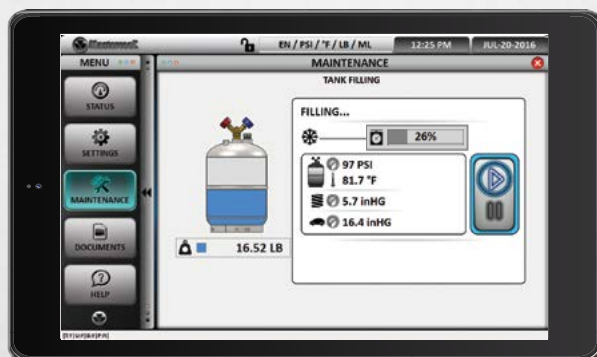 Mastercool
EN / PSI / °F / LB / ML
12:25 PM
JUL-20-2016
MENU
MAINTENANCE
TANK FILLING
STATUS
SETTINGS
MAINTENANCE
DOCUMENTS
HELP
FILLING...
26%
97 PSI
81.7 °F
5.7 inHG
16.4 inHG
16.52 LB